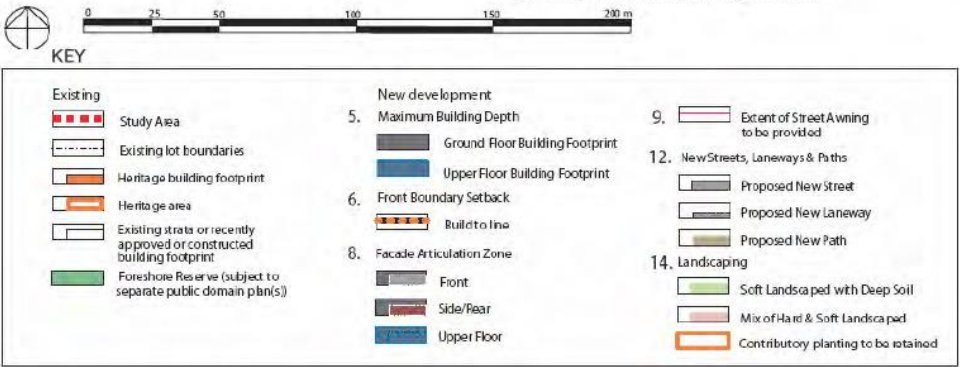 0 25 50 100 150 200 m
KEY
Existing
Study Area
Existing lot boundaries
Heritage building footprint
Heritage area
Existing strata or recently
approved or constructed
building footprint
Foreshore Reserve (subject to
separate public domain plan(s))
New development
5. Maximum Building Depth
Ground Floor Building Footprint
Upper Floor Building Footprint
6. Front Boundary Setback
Build to line
8. Facade Articulation Zone
Front
Side/Rear
Upper Floor
9. Extent of Street Awning
to be provided
12. New Streets, Laneways & Paths
Proposed New Street
Proposed New Laneway
Proposed New Path
14. Landscaping
Soft Landscaped with Deep Soil
Mix of Hard & Soft Landscaped
Contributory planting to be retained